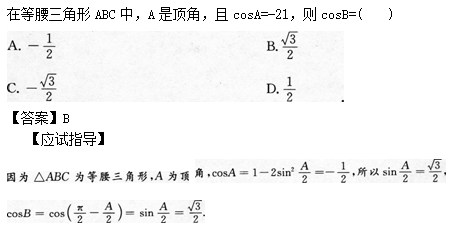 在等腰三角形 ABC 中，A 是顶角，且 cosA=-21，则 cosB=( )
A. $-\frac{1}{2}$ B. $\frac{\sqrt{3}}{2}$
C. $-\frac{\sqrt{3}}{2}$ D. $\frac{1}{2}$ .
【答案】B
【应试指导】
因为 △ABC 为等腰三角形,A 为顶角,$\cos A=1-2\sin^2\frac{A}{2}=-\frac{1}{2}$,所以 $\sin\frac{A}{2}=\frac{\sqrt{3}}{2}$,
$\cos B=\cos\left(\frac{\pi}{2}-\frac{A}{2}\right)=\sin\frac{A}{2}=\frac{\sqrt{3}}{2}$.